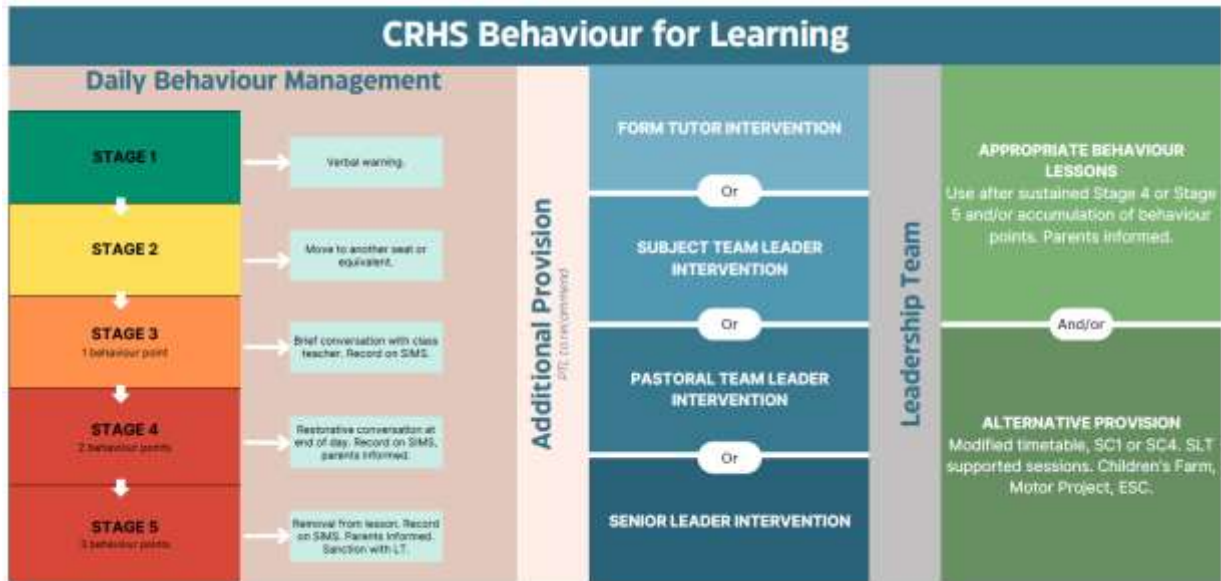 CRHS Behaviour for Learning
Daily Behaviour Management
STAGE 1
Verbal warning.
STAGE 2
Move to another seat or
equivalent.
STAGE 3
1 behaviour point
Brief conversation with class
teacher. Record on SIMS.
STAGE 4
2 behaviour points
Restorative conversation at
end of day. Record on SIMS,
parents informed.
STAGE 5
3 behaviour points
Removal from lesson. Record
on SIMS. Parents Informed.
Sanction with LT.
Additional Provision
PTL to recommend
FORM TUTOR INTERVENTION
Or
SUBJECT TEAM LEADER
INTERVENTION
Or
PASTORAL TEAM LEADER
INTERVENTION
Or
SENIOR LEADER INTERVENTION
Leadership Team
APPROPRIATE BEHAVIOUR
LESSONS
Use after sustained Stage 4 or Stage
5 and/or accumulation of behaviour
points. Parents informed.
And/or
ALTERNATIVE PROVISION
Modified timetable, SC1 or SC4. SLT
supported sessions. Children's Farm,
Motor Project, ESC.